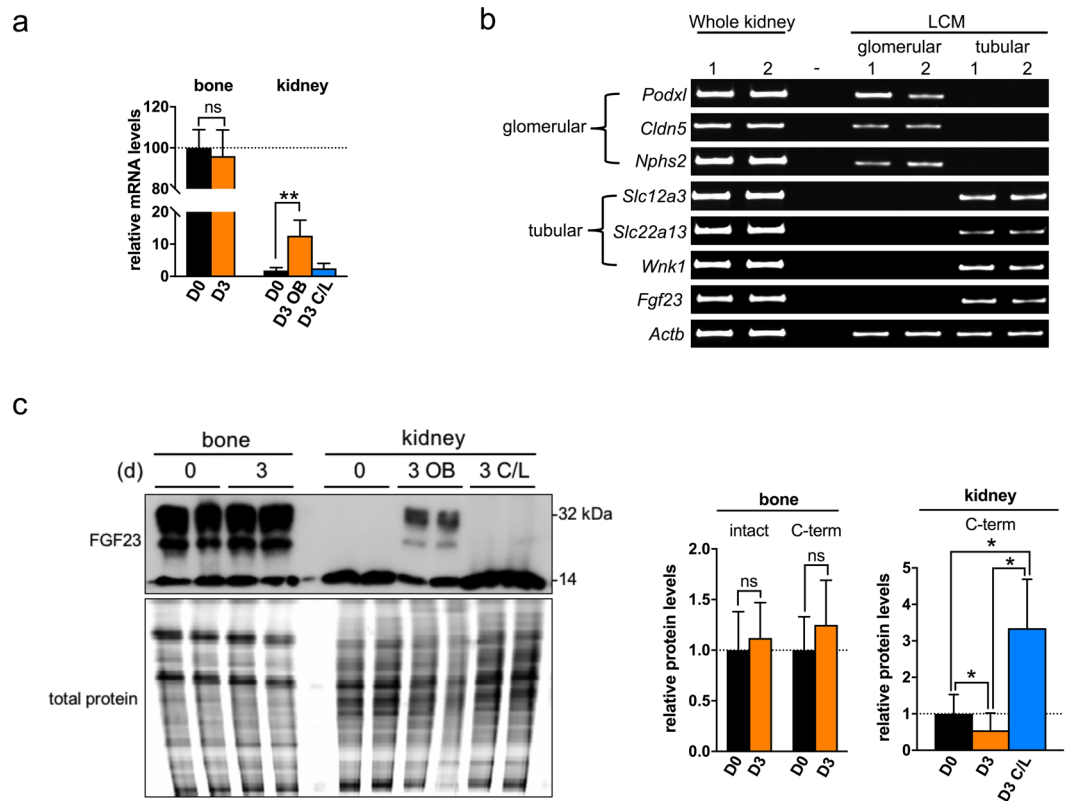 a
bone kidney
ns
**
relative mRNA levels
120
100
80
20
10
0
D0 D3 D0 D3 OB D3 C/L
b
Whole kidney LCM
glomerular tubular
1 2 - 1 2 1 2
glomerular
Podxl
Cldn5
Nphs2
tubular
Slc12a3
Slc22a13
Wnk1
Fgf23
Actb
c
bone kidney
(d) 0 3 0 3 OB 3 C/L
FGF23
-32 kDa
-14
total protein
bone
intact C-term
ns ns
relative protein levels
2.0
1.5
1.0
0.5
0.0
D0 D3 D0 D3
kidney
C-term
*
*
*
relative protein levels
5
4
3
2
1
0
D0 D3 D3 C/L